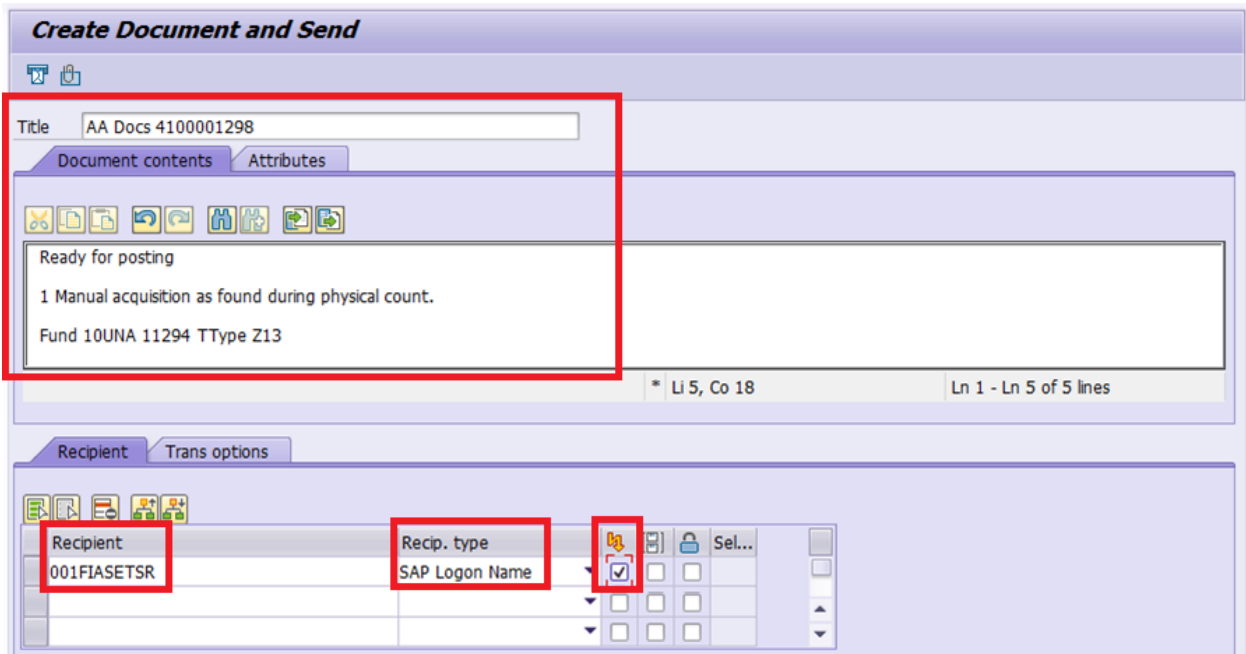 Create Document and Send
Title AA Docs 4100001298
Document contents Attributes
Ready for posting
1 Manual acquisition as found during physical count.
Fund 10UNA 11294 TType Z13
* Li 5, Co 18 Ln 1 - Ln 5 of 5 lines
Recipient Trans options
Recipient Recip. type Sel...
001FIASETSR SAP Logon Name